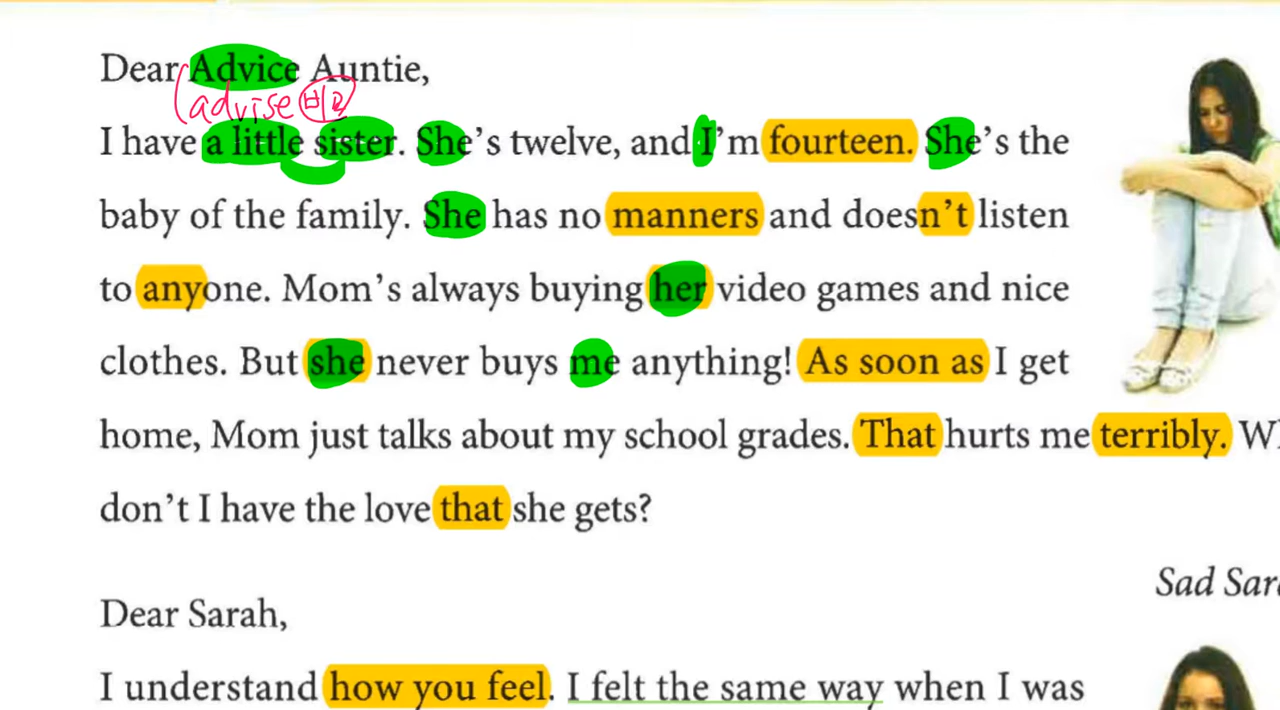 Dear Advice Auntie,
(advise 비교
I have a little sister. She's twelve, and I'm fourteen. She's the
baby of the family. She has no manners and doesn't listen
to anyone. Mom's always buying her video games and nice
clothes. But she never buys me anything! As soon as I get
home, Mom just talks about my school grades. That hurts me terribly.
don't I have the love that she gets?
Sad
Dear Sarah,
I understand how you feel. I felt the same way when I was